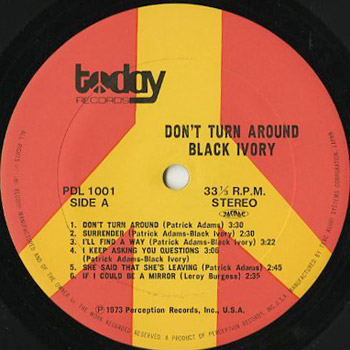 today
RECORDS
DON'T TURN AROUND
BLACK IVORY
PDL 1001
SIDE A
33⅓ R.P.M.
STEREO
1. DON'T TURN AROUND (Patrick Adams) 3:30
2. SURRENDER (Patrick Adams-Black Ivory) 2:30
3. I'LL FIND A WAY (Patrick Adams-Black Ivory) 3:22
4. I KEEP ASKING YOU QUESTIONS 3:06
(Patrick Adams-Black Ivory)
5. SHE SAID THAT SHE'S LEAVING (Patrick Adams) 2:45
6. IF I COULD BE A MIRROR (Leroy Burgess) 2:35
℗ 1973 Perception Records, Inc., U.S.A.